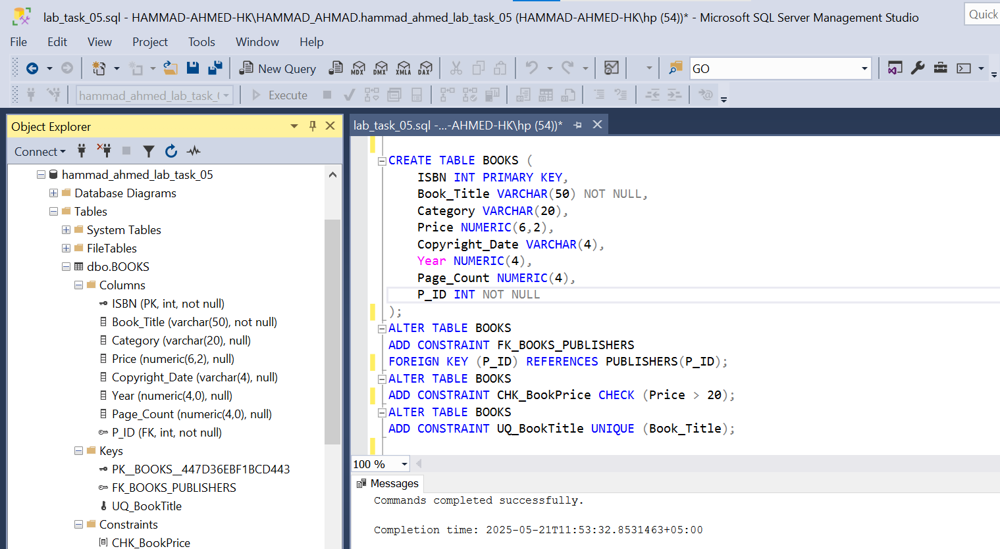 lab_task_05.sql - HAMMAD-AHMED-HK\HAMMAD_AHMAD.hammad_ahmed_lab_task_05 (HAMMAD-AHMED-HK\hp (54))* - Microsoft SQL Server Management Studio
Quick
File Edit View Project Tools Window Help
New Query MDX DMX XMLA DAX GO
hammad_ahmed_lab_task_( Execute
Object Explorer
Connect
hammad_ahmed_lab_task_05
Database Diagrams
Tables
System Tables
FileTables
dbo.BOOKS
Columns
ISBN (PK, int, not null)
Book_Title (varchar(50), not null)
Category (varchar(20), null)
Price (numeric(6,2), null)
Copyright_Date (varchar(4), null)
Year (numeric(4,0), null)
Page_Count (numeric(4,0), null)
P_ID (FK, int, not null)
Keys
PK__BOOKS__447D36EBF1BCD443
FK_BOOKS_PUBLISHERS
UQ_BookTitle
Constraints
CHK_BookPrice
lab_task_05.sql -...-AHMED-HK\hp (54))*
CREATE TABLE BOOKS (
ISBN INT PRIMARY KEY,
Book_Title VARCHAR(50) NOT NULL,
Category VARCHAR(20),
Price NUMERIC(6,2),
Copyright_Date VARCHAR(4),
Year NUMERIC(4),
Page_Count NUMERIC(4),
P_ID INT NOT NULL
);
ALTER TABLE BOOKS
ADD CONSTRAINT FK_BOOKS_PUBLISHERS
FOREIGN KEY (P_ID) REFERENCES PUBLISHERS(P_ID);
ALTER TABLE BOOKS
ADD CONSTRAINT CHK_BookPrice CHECK (Price > 20);
ALTER TABLE BOOKS
ADD CONSTRAINT UQ_BookTitle UNIQUE (Book_Title);
100 %
Messages
Commands completed successfully.
Completion time: 2025-05-21T11:53:32.8531463+05:00